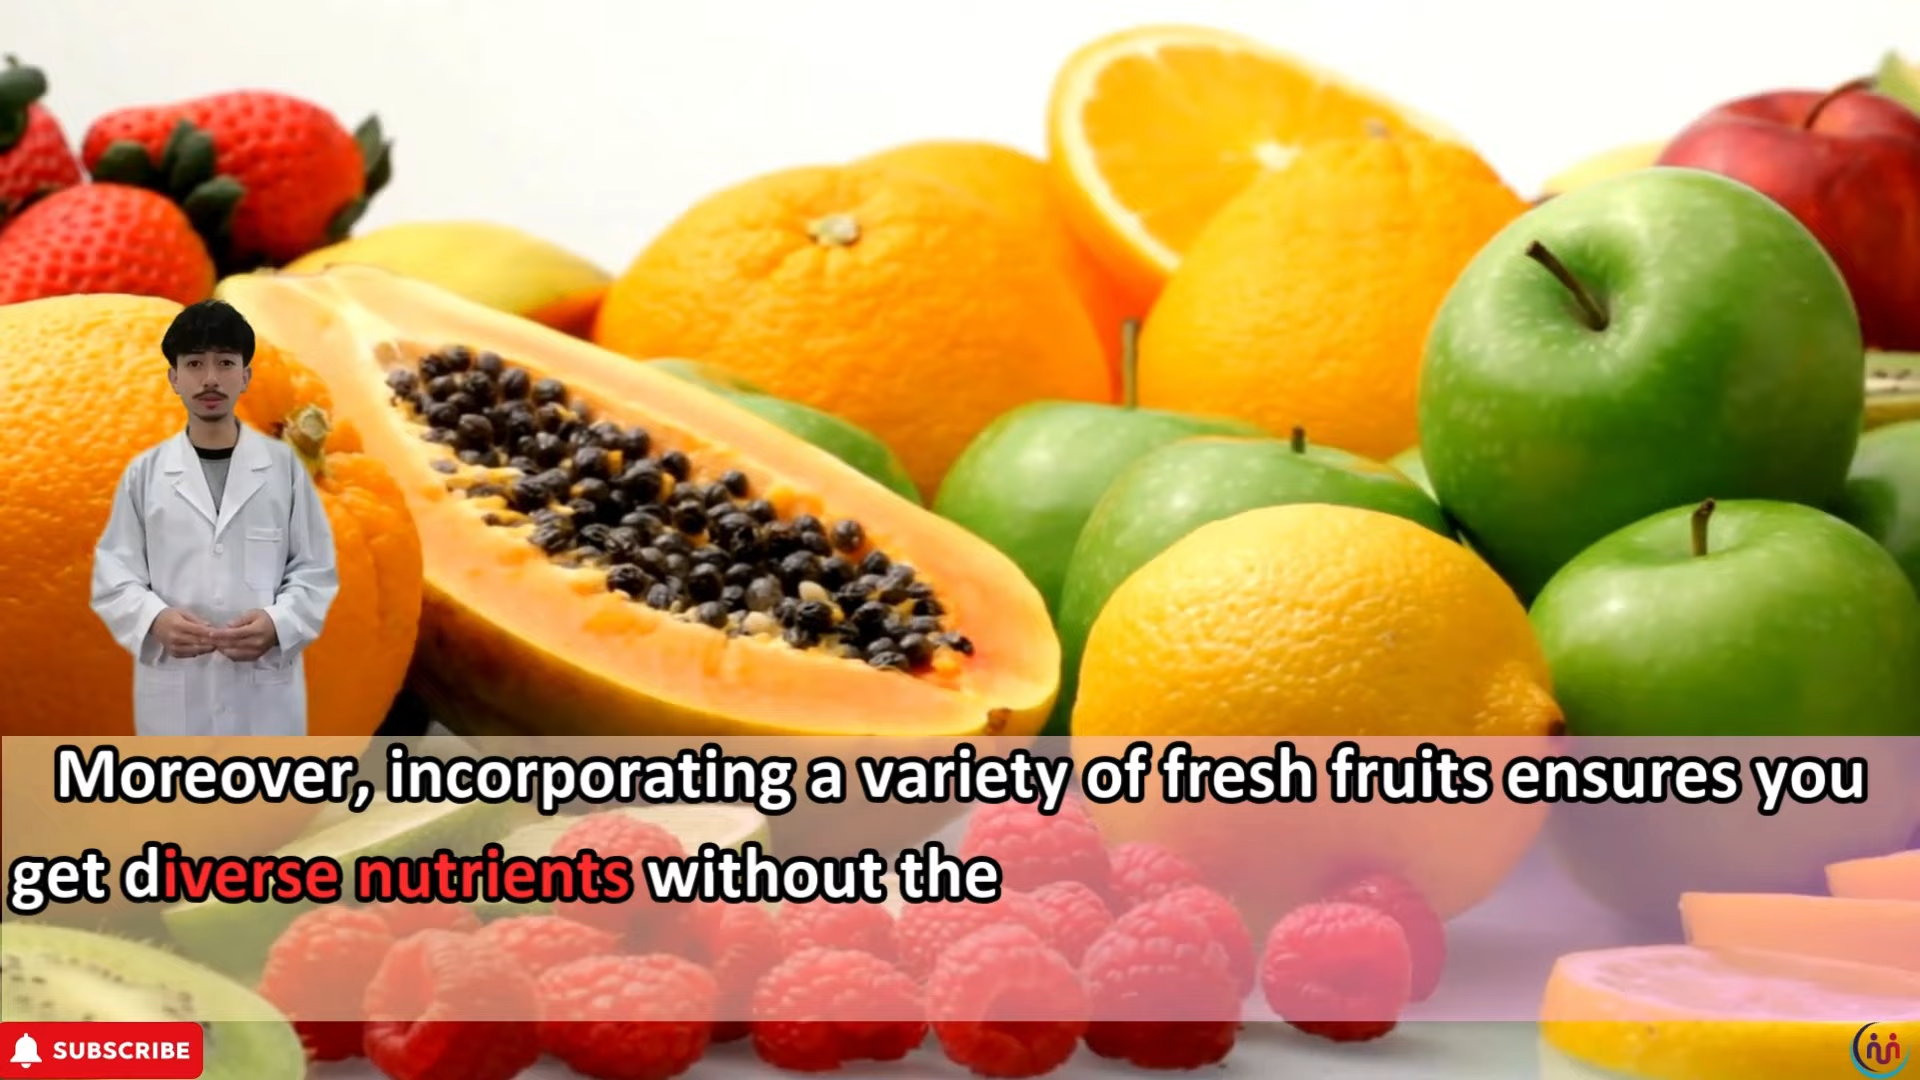 Moreover, incorporating a variety of fresh fruits ensures you
get diverse nutrients without the
SUBSCRIBE